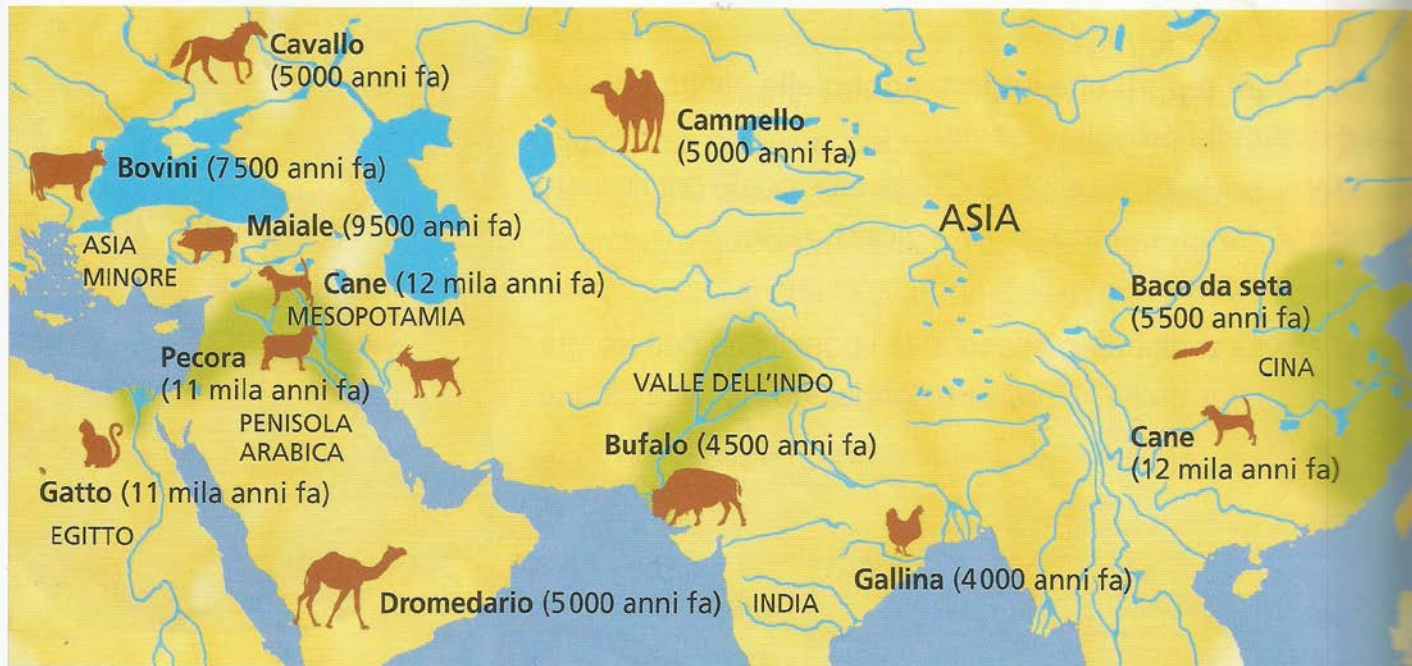 Cavallo
(5000 anni fa)
Cammello
(5000 anni fa)
Bovini (7500 anni fa)
ASIA
Maiale (9500 anni fa)
ASIA
MINORE
Cane (12 mila anni fa)
MESOPOTAMIA
Baco da seta
(5500 anni fa)
CINA
Pecora
(11 mila anni fa)
VALLE DELL'INDO
PENISOLA
ARABICA
Bufalo (4500 anni fa)
Cane
(12 mila anni fa)
Gatto (11 mila anni fa)
EGITTO
Gallina (4000 anni fa)
Dromedario (5000 anni fa)
INDIA